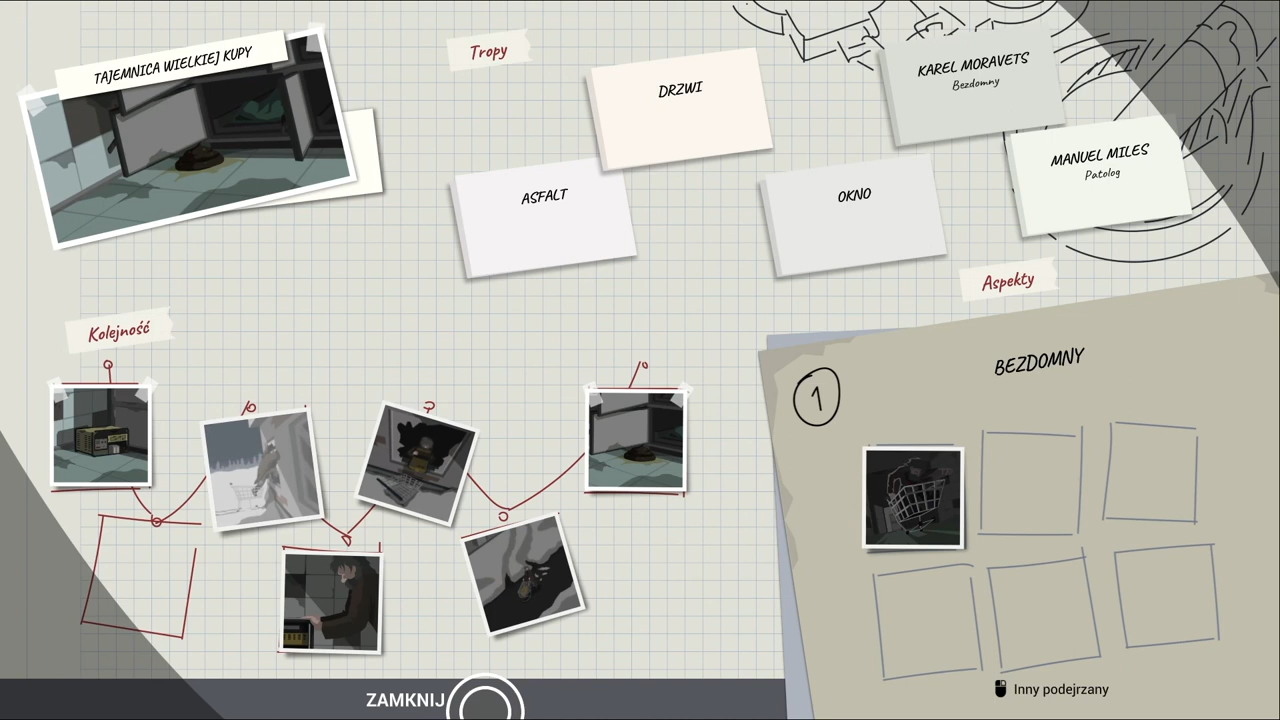 TAJEMNICA WIELKIEJ KUPY
Tropy
DRZWI
KAREL MORAVETS
Bezdomny
MANUEL MILES
Patolog
ASFALT
OKNO
Aspekty
Kolejność
BEZDOMNY
1
Inny podejrzany
ZAMKNIJ